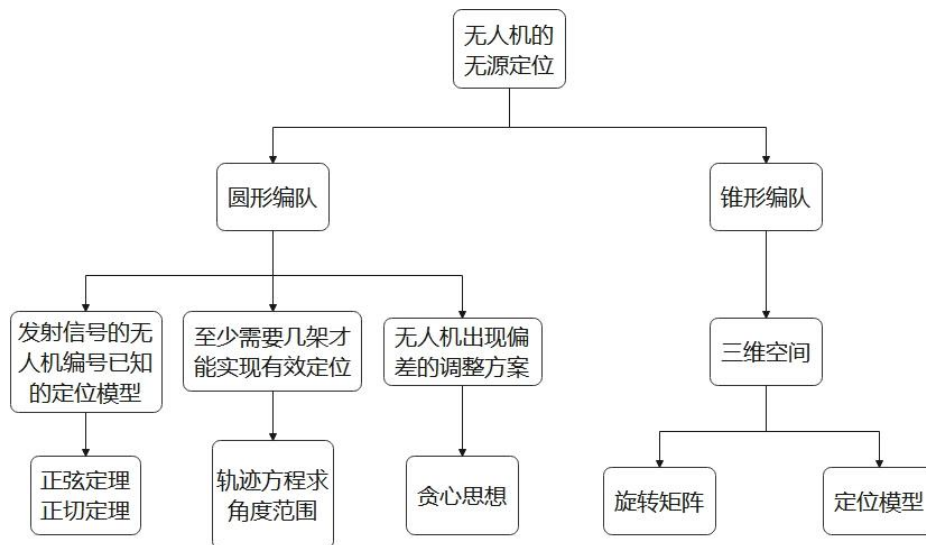 无人机的
无源定位
圆形编队
锥形编队
发射信号的无
人机编号已知
的定位模型
至少需要几架才
能实现有效定位
无人机出现偏
差的调整方案
三维空间
正弦定理
正切定理
轨迹方程求
角度范围
贪心思想
旋转矩阵
定位模型